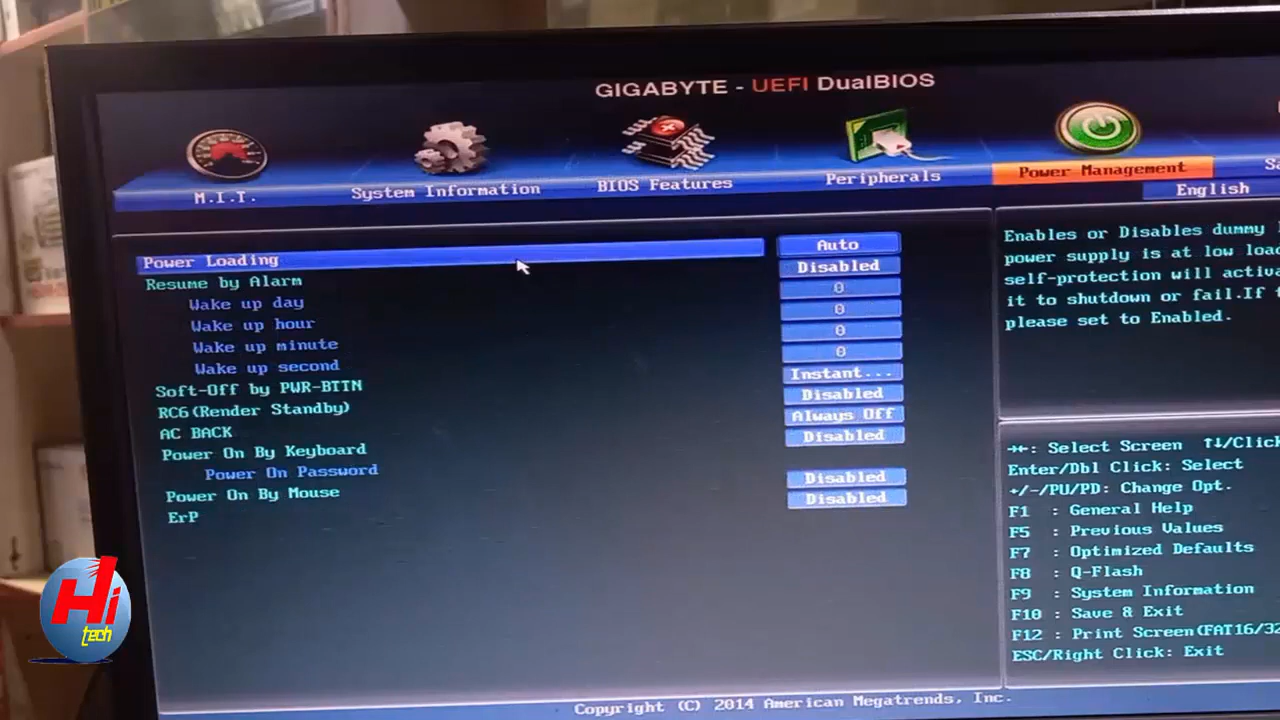 GIGABYTE - UEFI DualBIOS
M.I.T.
System Information
BIOS Features
Peripherals
Power Management
English
Power Loading Auto
Resume by Alarm Disabled
Wake up day 0
Wake up hour 0
Wake up minute 0
Wake up second 0
Soft-Off by PWR-BTTN Instant...
RC6(Render Standby) Disabled
AC BACK Always Off
Power On By Keyboard Disabled
Power On Password
Power On By Mouse Disabled
ErP Disabled
Enables or Disables dummy
power supply is at low load
self-protection will activa
it to shutdown or fail.If
please set to Enabled.
→←: Select Screen ↑↓/Click
Enter/Dbl Click: Select
+/-/PU/PD: Change Opt.
F1 : General Help
F5 : Previous Values
F7 : Optimized Defaults
F8 : Q-Flash
F9 : System Information
F10 : Save & Exit
F12 : Print Screen(FAT16/32
ESC/Right Click: Exit
Copyright (C) 2014 American Megatrends, Inc.
Hi
tech